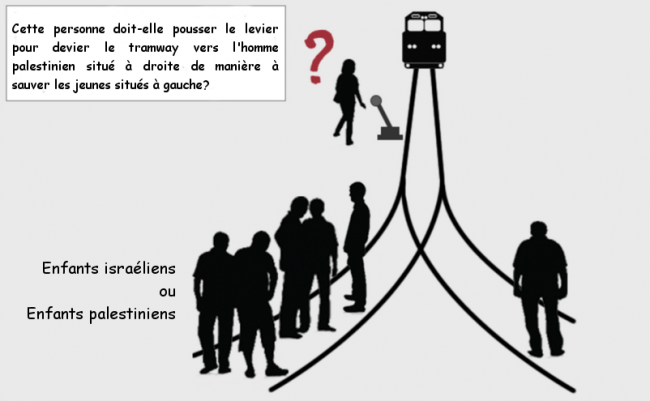 Cette personne doit-elle pousser le levier
pour devier le tramway vers l'homme
palestinien situé à droite de manière à
sauver les jeunes situés à gauche?
?
Enfants israéliens
ou
Enfants palestiniens